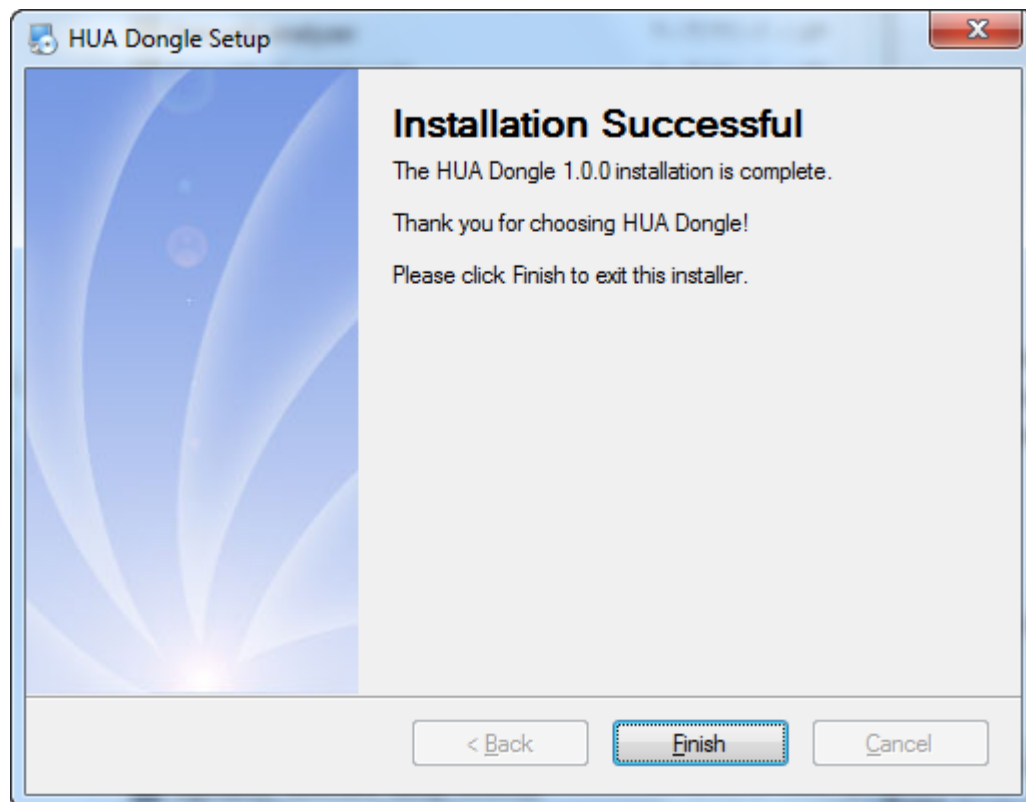 HUA Dongle Setup
Installation Successful
The HUA Dongle 1.0.0 installation is complete.
Thank you for choosing HUA Dongle!
Please click Finish to exit this installer.
< Back
Finish
Cancel